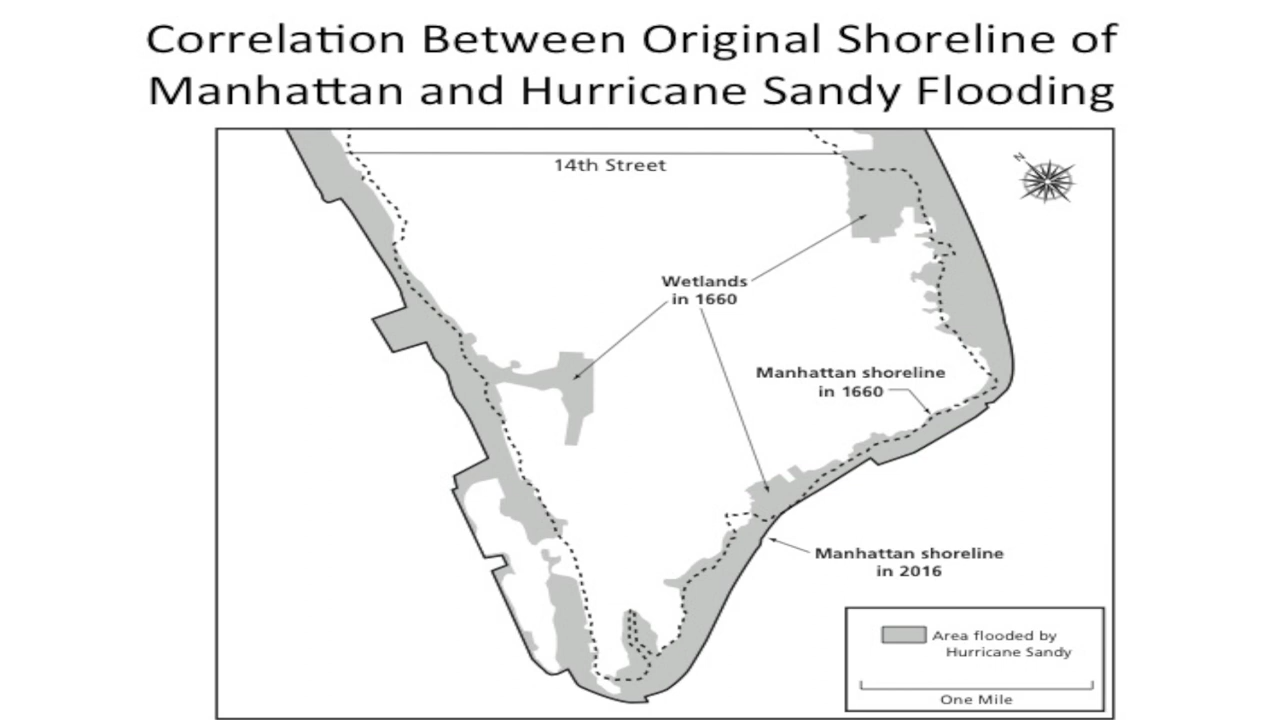 Correlation Between Original Shoreline of
Manhattan and Hurricane Sandy Flooding
14th Street
N
Wetlands
in 1660
Manhattan shoreline
in 1660
Manhattan shoreline
in 2016
Area flooded by
Hurricane Sandy
One Mile